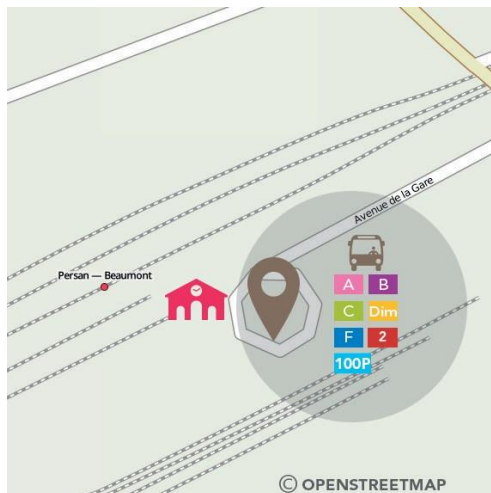 Avenue de la Gare
Persan — Beaumont
A B
C Dim
F 2
100P
© OPENSTREETMAP